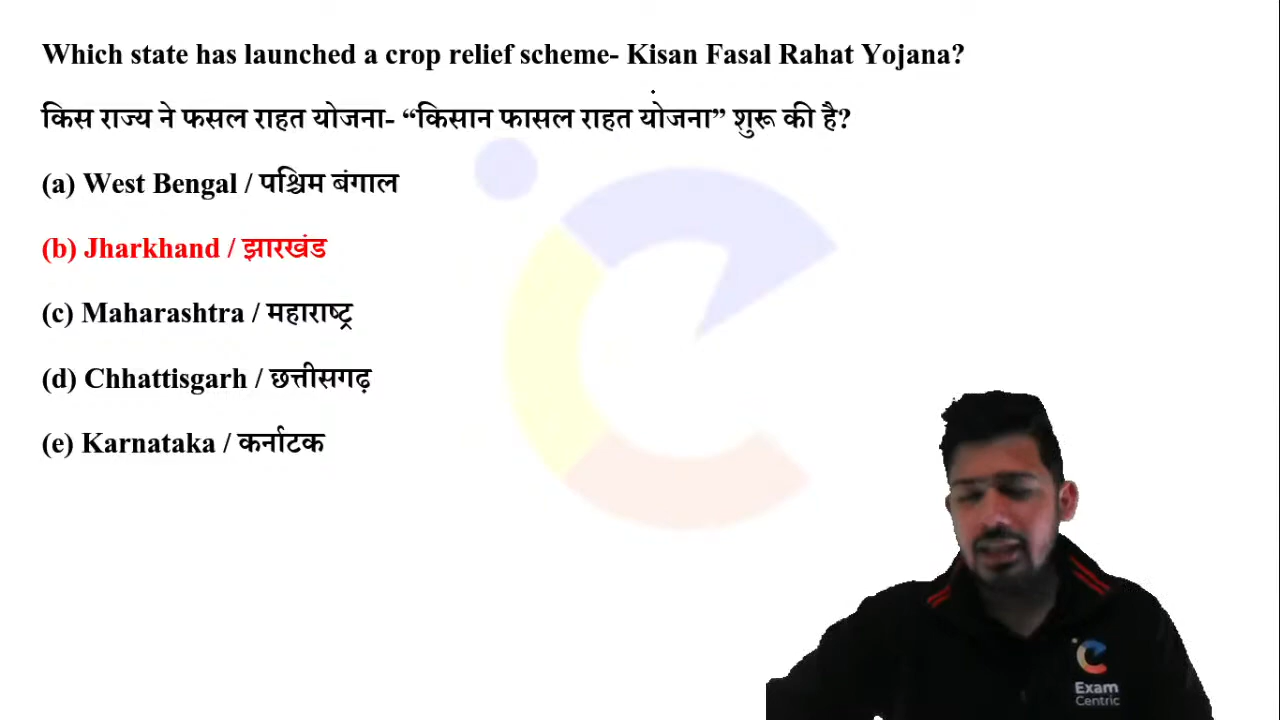 Which state has launched a crop relief scheme- Kisan Fasal Rahat Yojana?
किस राज्य ने फसल राहत योजना- “किसान फासल राहत योजना” शुरू की है?
(a) West Bengal / पश्चिम बंगाल
(b) Jharkhand / झारखंड
(c) Maharashtra / महाराष्ट्र
(d) Chhattisgarh / छत्तीसगढ़
(e) Karnataka / कर्नाटक
Exam
Centric